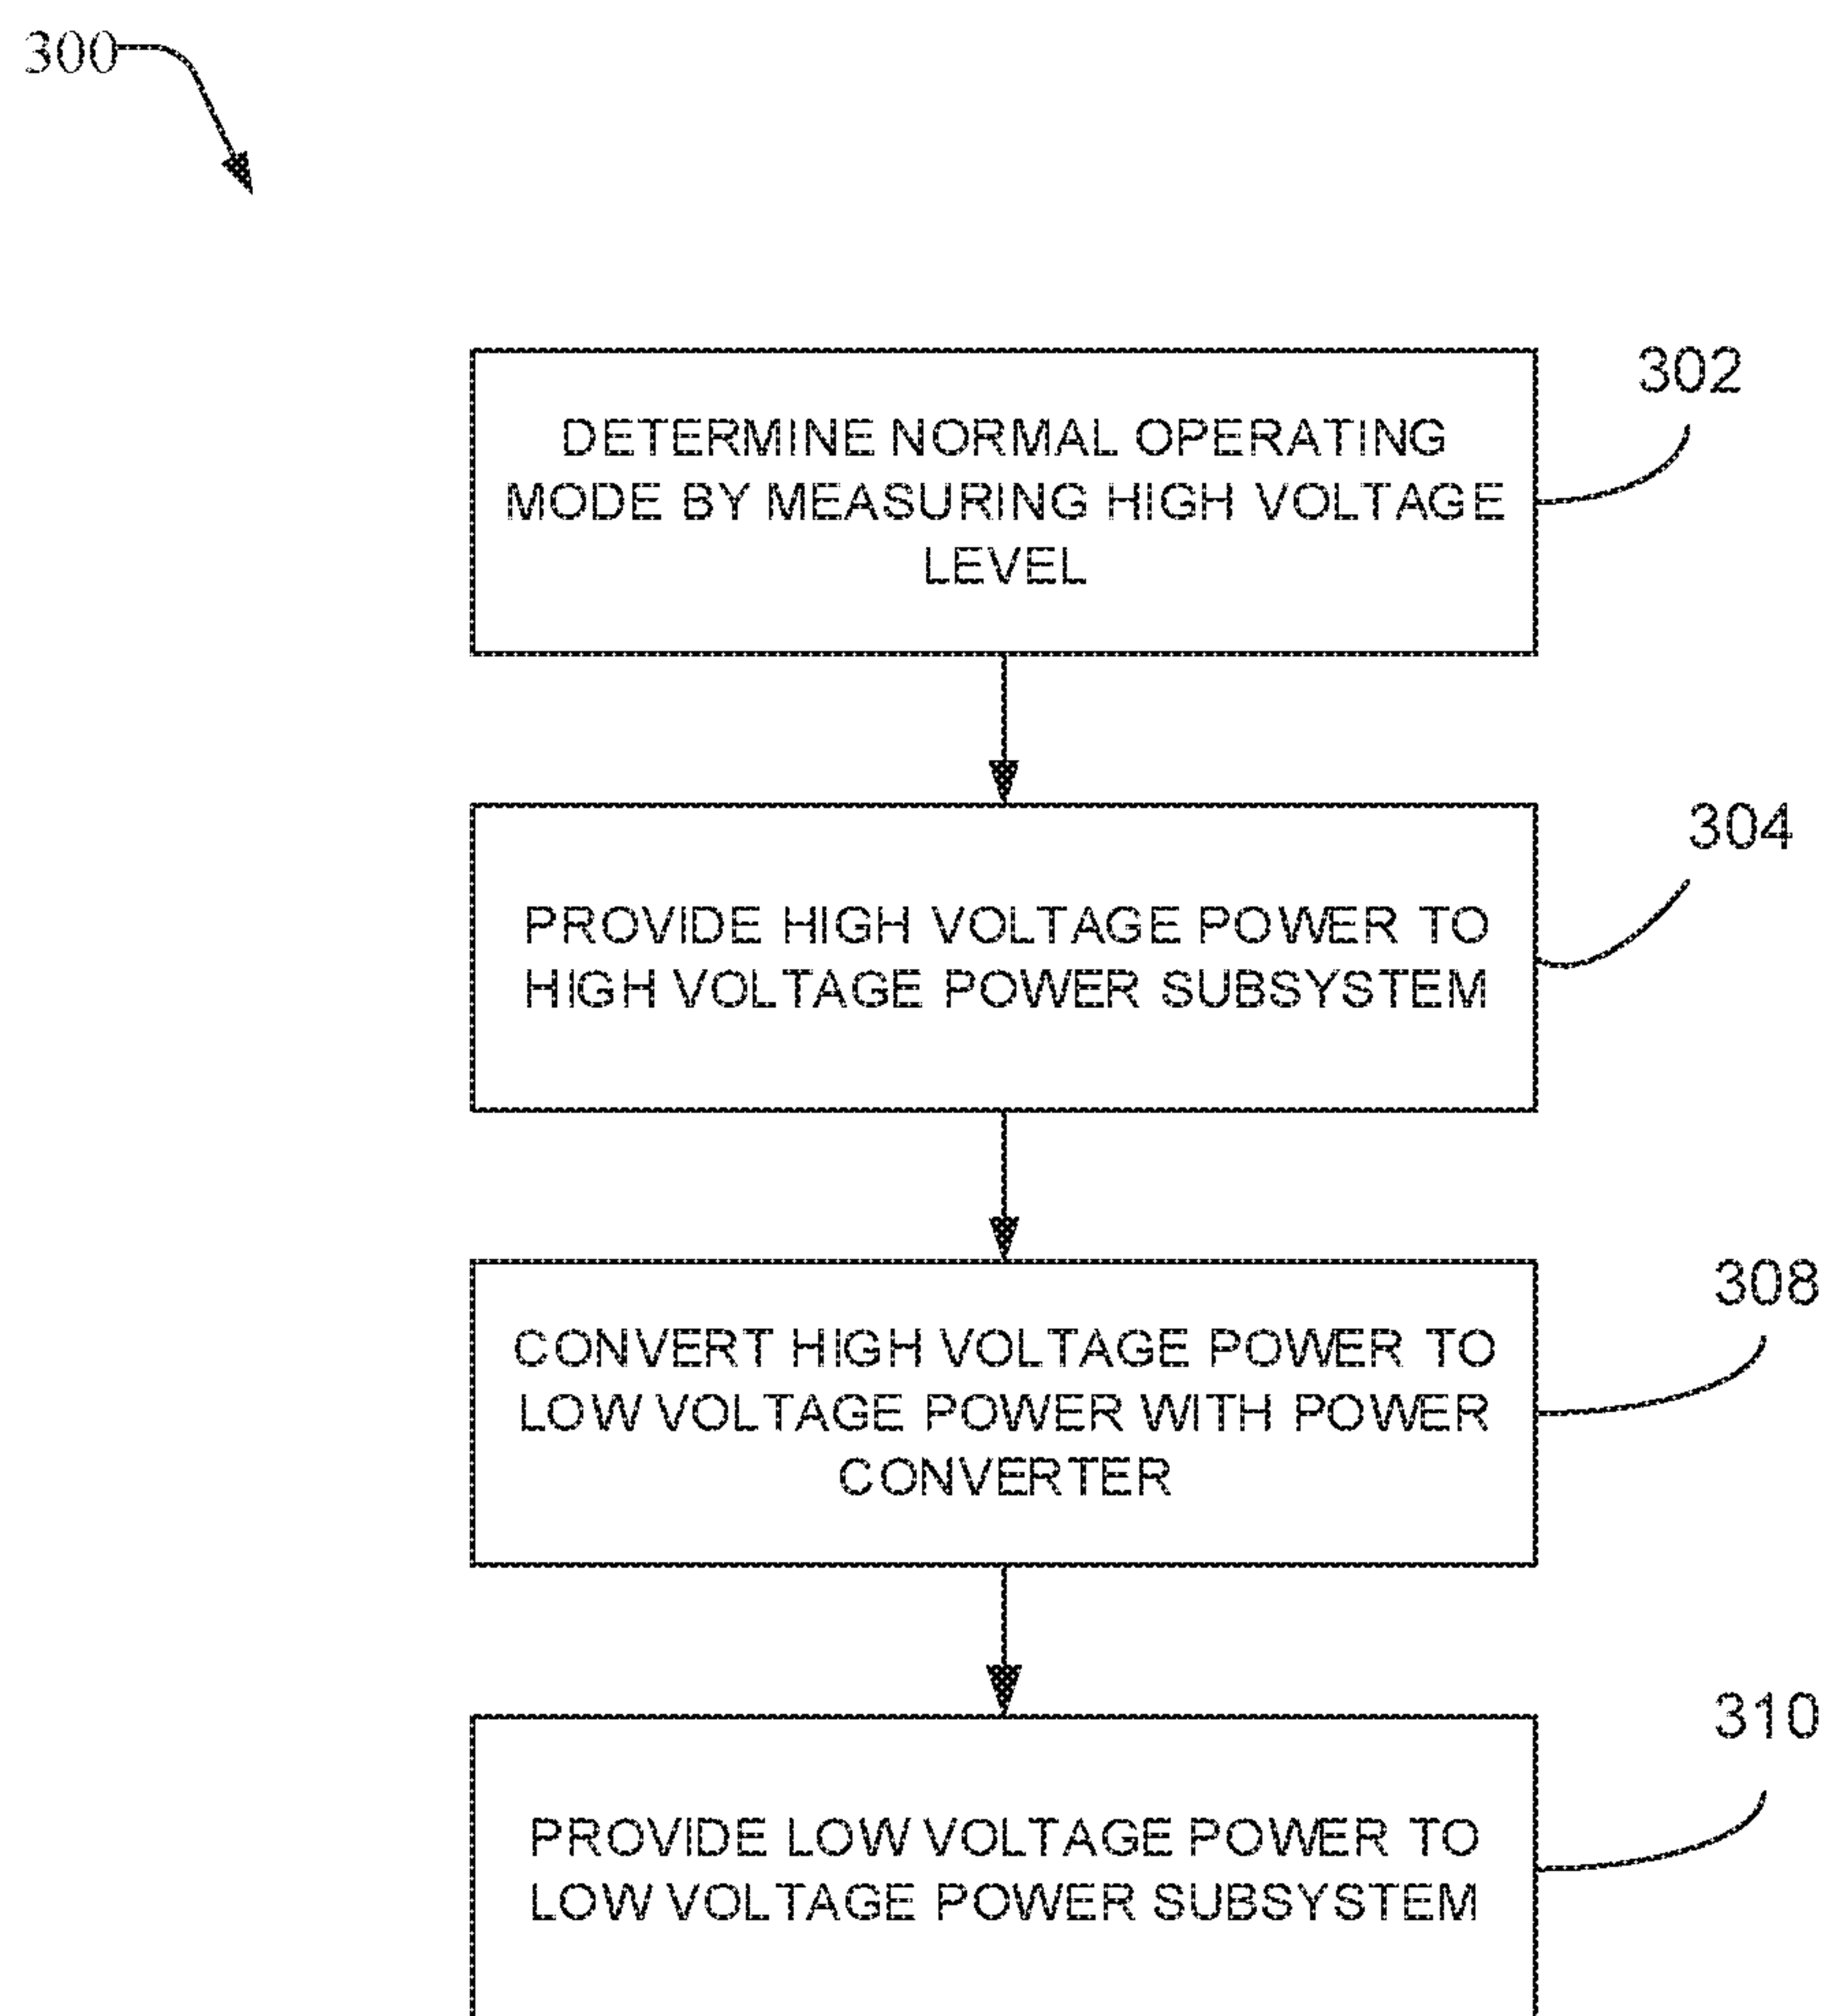 300
302
DETERMINE NORMAL OPERATING
MODE BY MEASURING HIGH VOLTAGE
LEVEL
304
PROVIDE HIGH VOLTAGE POWER TO
HIGH VOLTAGE POWER SUBSYSTEM
308
CONVERT HIGH VOLTAGE POWER TO
LOW VOLTAGE POWER WITH POWER
CONVERTER
310
PROVIDE LOW VOLTAGE POWER TO
LOW VOLTAGE POWER SUBSYSTEM